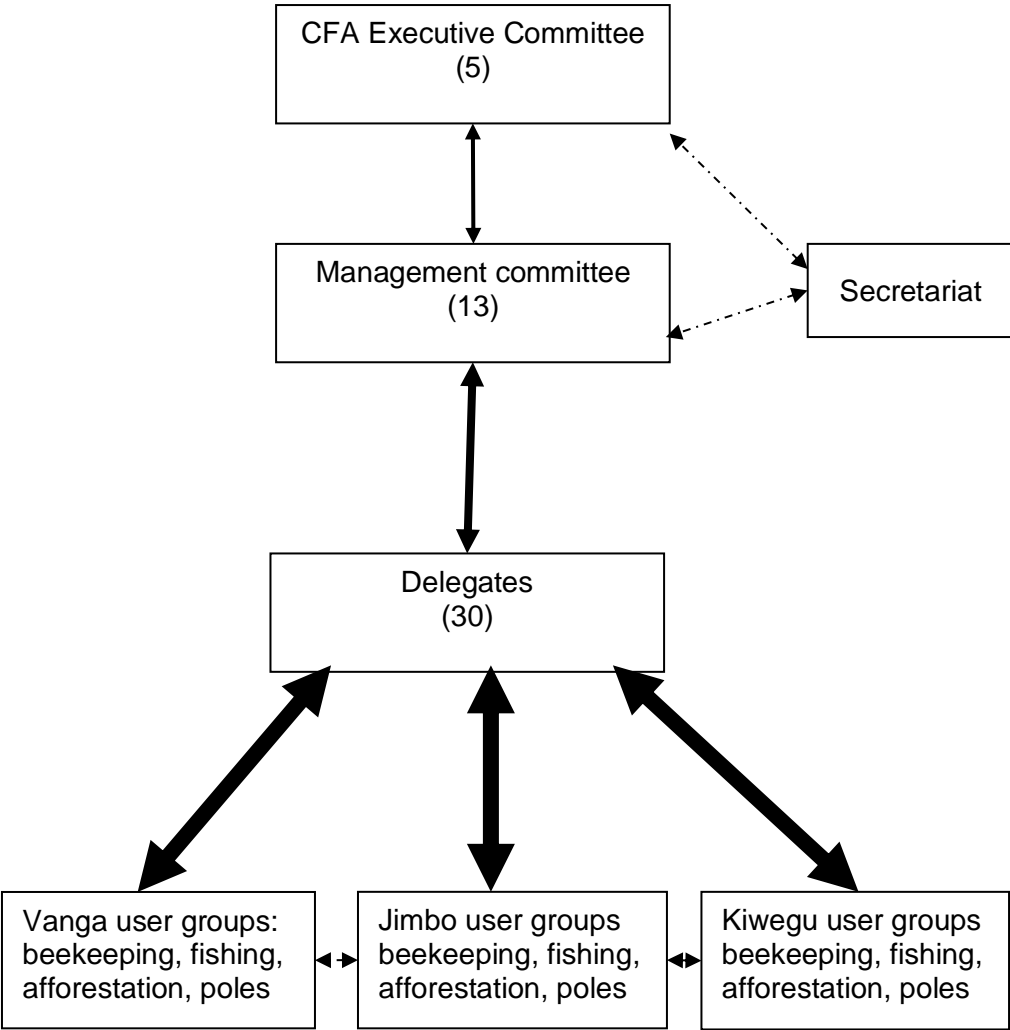 CFA Executive Committee
(5)
Management committee
(13)
Secretariat
Delegates
(30)
Vanga user groups:
beekeeping, fishing,
afforestation, poles
Jimbo user groups
beekeeping, fishing,
afforestation, poles
Kiwegu user groups
beekeeping, fishing,
afforestation, poles